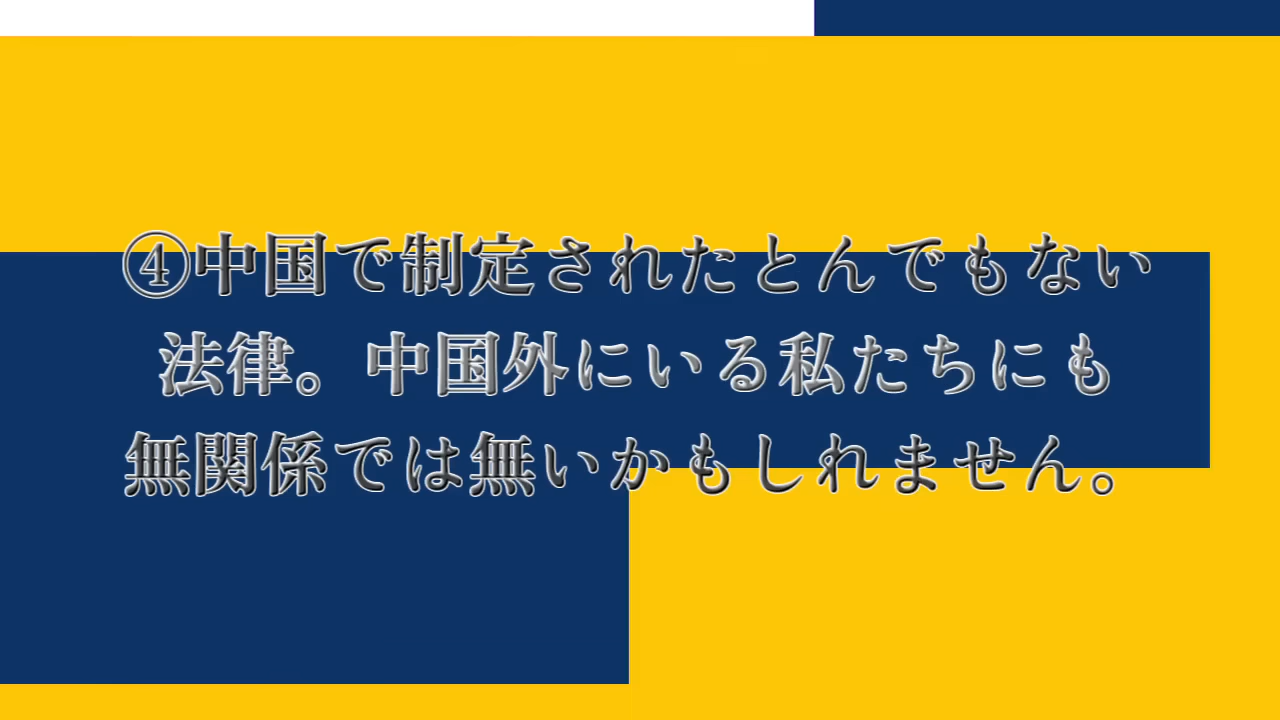 ④中国で制定されたとんでもない
法律。中国外にいる私たちにも
無関係では無いかもしれません。